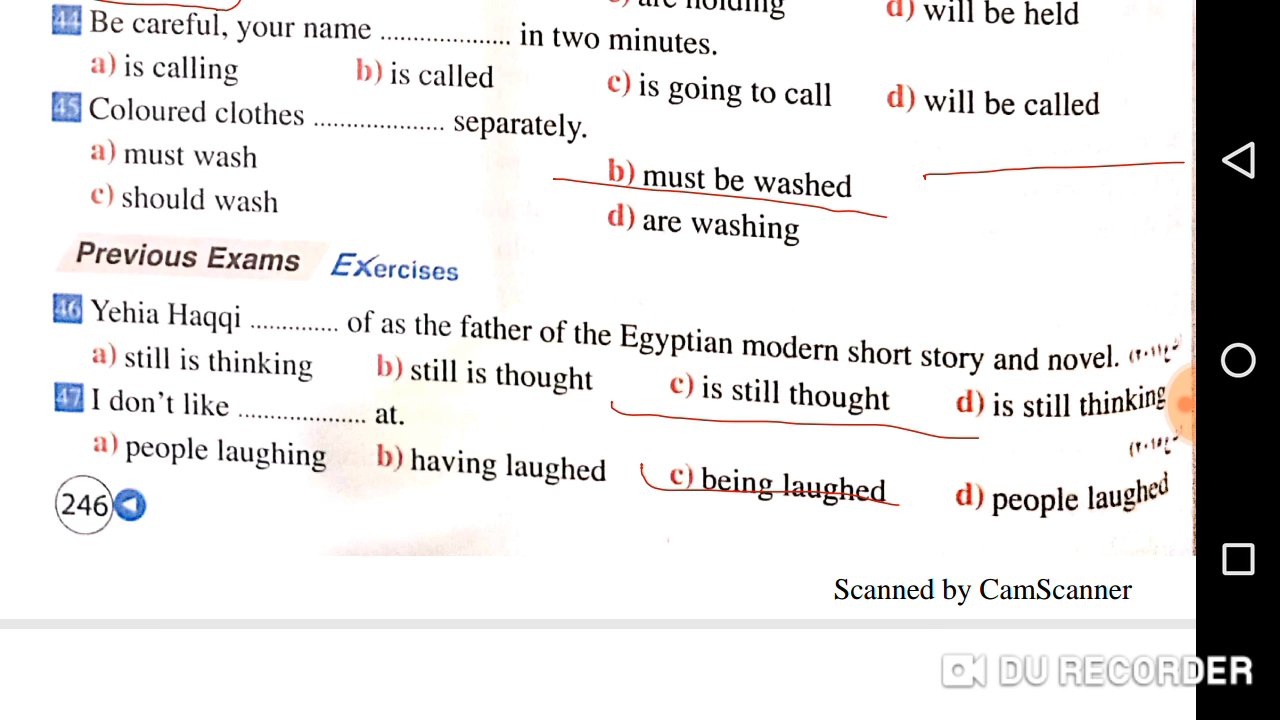 d) will be held
44 Be careful, your name .................... in two minutes.
a) is calling b) is called c) is going to call d) will be called
45 Coloured clothes .................... separately.
a) must wash b) must be washed
c) should wash d) are washing
Previous Exams Exercises
46 Yehia Haqqi .............. of as the father of the Egyptian modern short story and novel.
a) still is thinking b) still is thought c) is still thought d) is still thinking
47 I don't like .................... at.
a) people laughing b) having laughed c) being laughed d) people laughed
246
Scanned by CamScanner
DU RECORDER